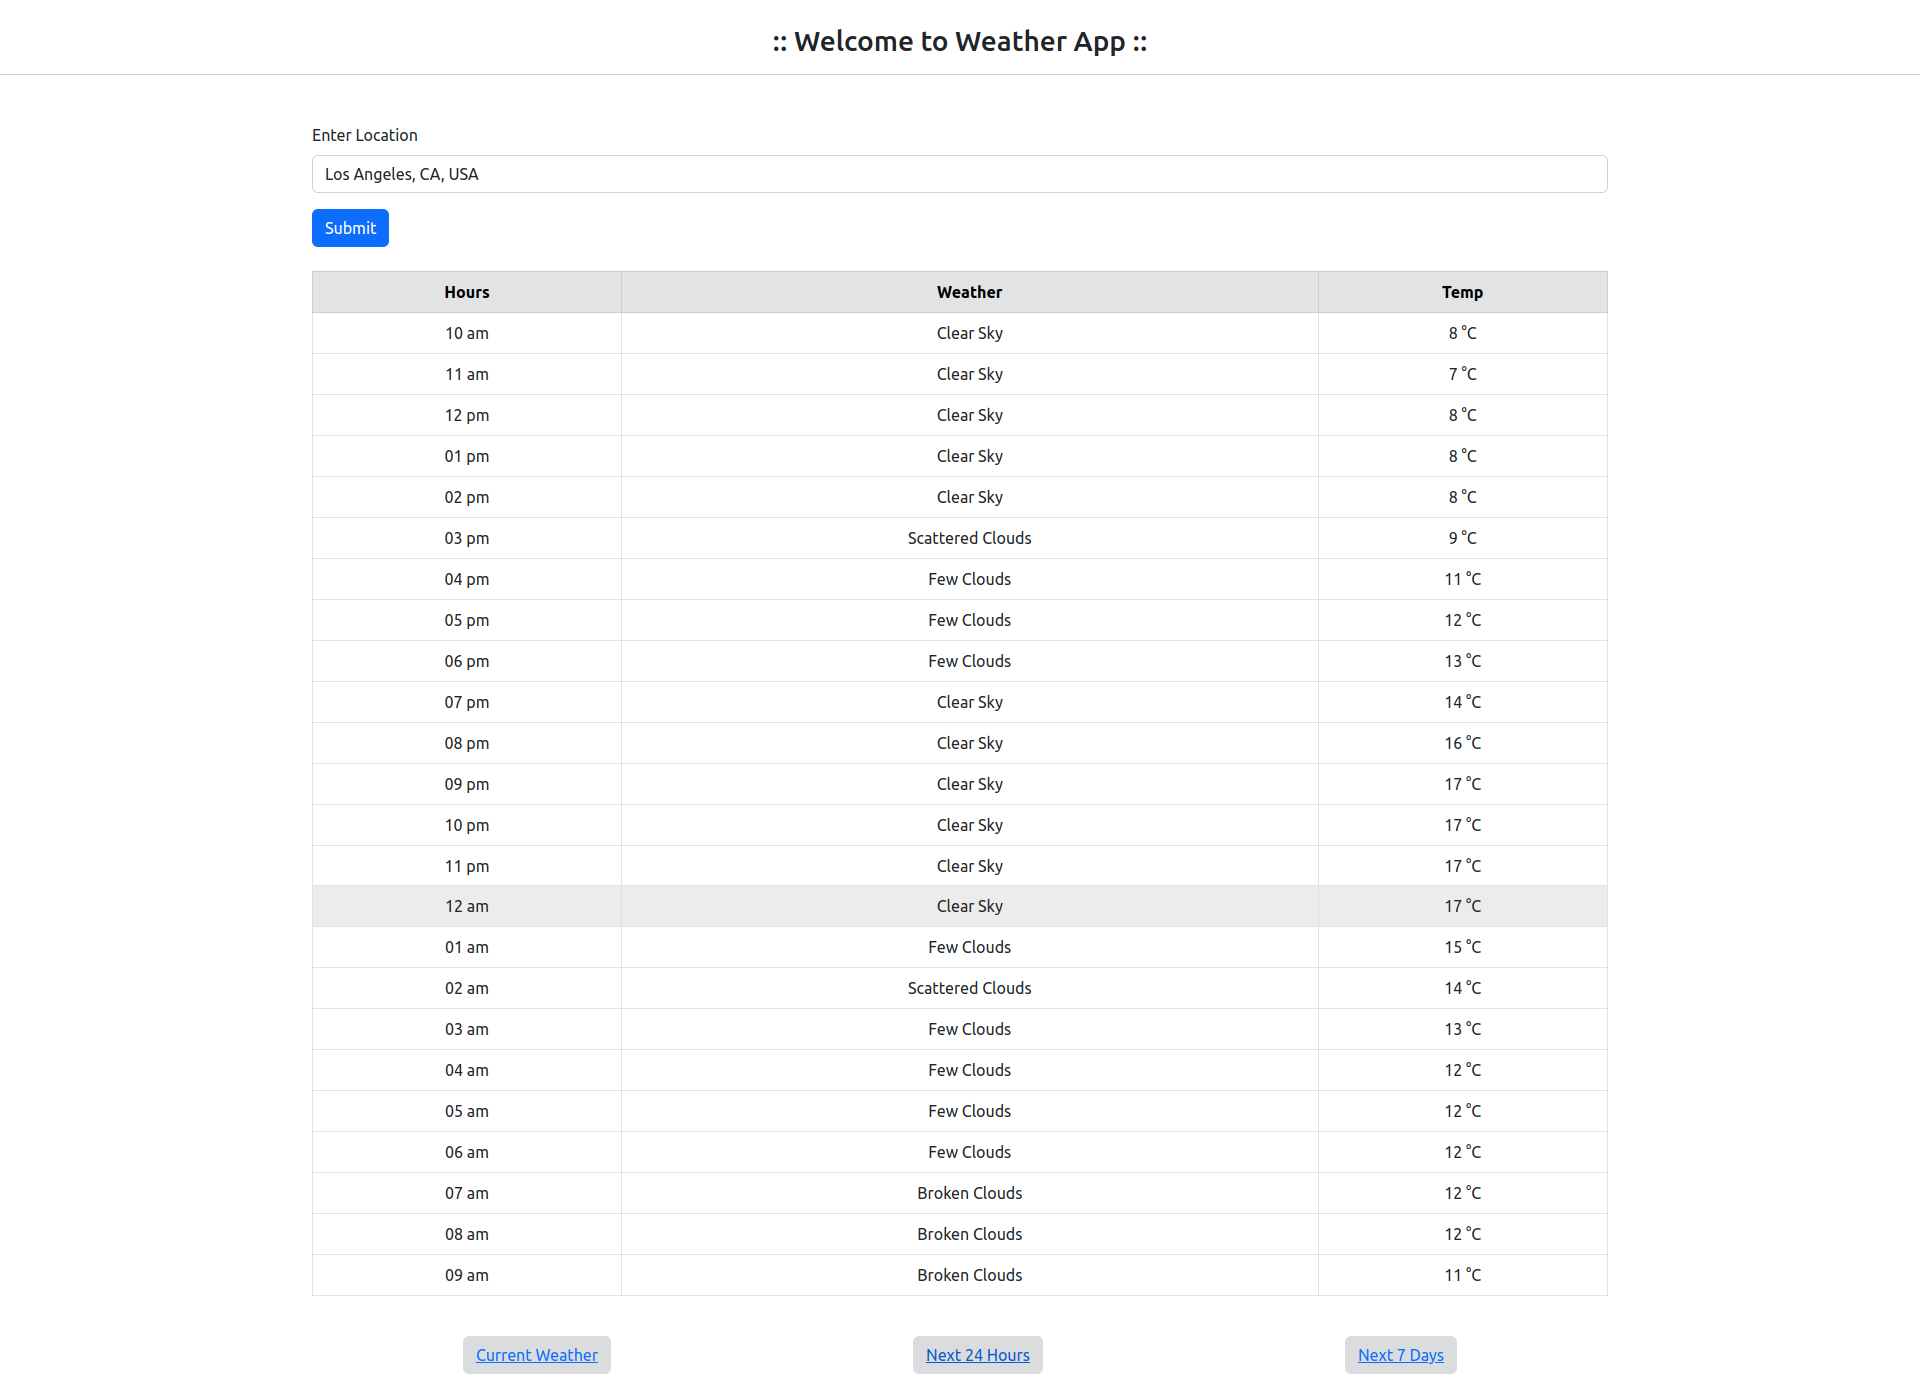 :: Welcome to Weather App ::
Enter Location
Los Angeles, CA, USA
Submit
Hours Weather Temp
10 am Clear Sky 8 °C
11 am Clear Sky 7 °C
12 pm Clear Sky 8 °C
01 pm Clear Sky 8 °C
02 pm Clear Sky 8 °C
03 pm Scattered Clouds 9 °C
04 pm Few Clouds 11 °C
05 pm Few Clouds 12 °C
06 pm Few Clouds 13 °C
07 pm Clear Sky 14 °C
08 pm Clear Sky 16 °C
09 pm Clear Sky 17 °C
10 pm Clear Sky 17 °C
11 pm Clear Sky 17 °C
12 am Clear Sky 17 °C
01 am Few Clouds 15 °C
02 am Scattered Clouds 14 °C
03 am Few Clouds 13 °C
04 am Few Clouds 12 °C
05 am Few Clouds 12 °C
06 am Few Clouds 12 °C
07 am Broken Clouds 12 °C
08 am Broken Clouds 12 °C
09 am Broken Clouds 11 °C
Current Weather Next 24 Hours Next 7 Days